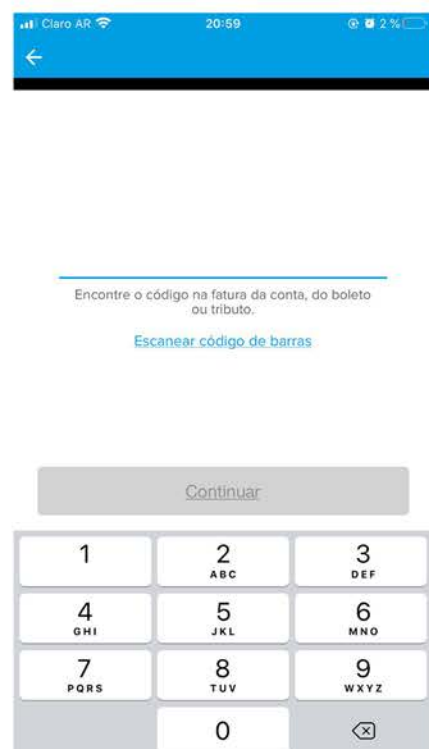 Claro AR 20:59 2 %
Encontre o código na fatura da conta, do boleto
ou tributo.
Escanear código de barras
Continuar
1 2 3
ABC DEF
4 5 6
GHI JKL MNO
7 8 9
PQRS TUV WXYZ
0